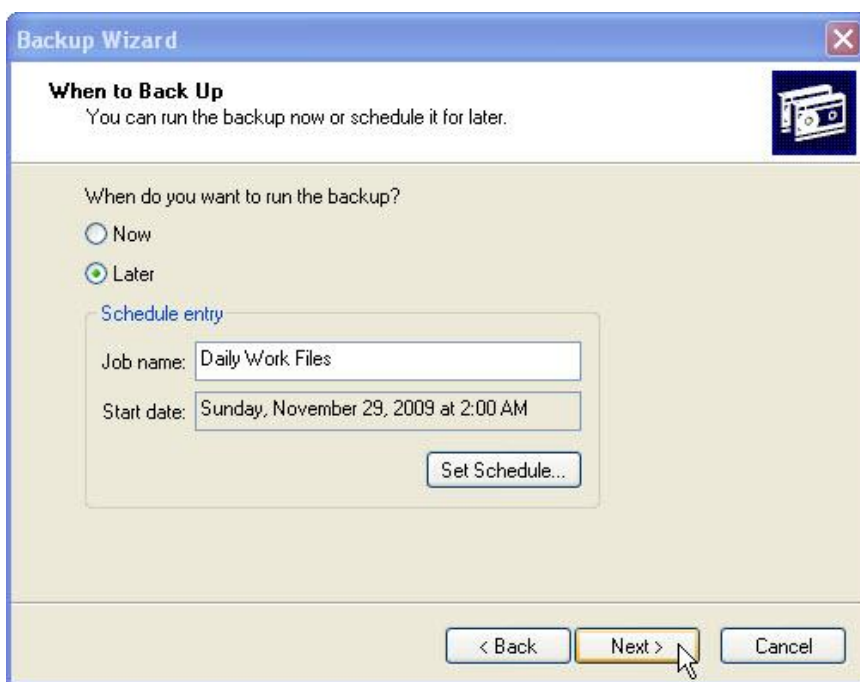 Backup Wizard
When to Back Up
You can run the backup now or schedule it for later.
When do you want to run the backup?
Now
Later
Schedule entry
Job name: Daily Work Files
Start date: Sunday, November 29, 2009 at 2:00 AM
Set Schedule...
< Back Next > Cancel